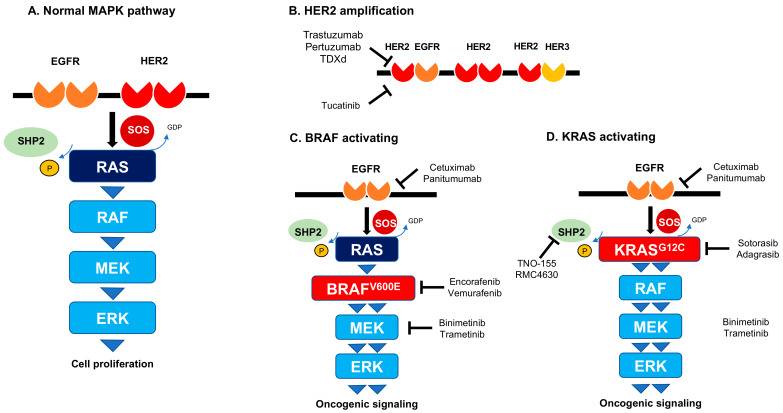 A. Normal MAPK pathway
EGFR
HER2
SOS
GDP
SHP2
P
RAS
RAF
MEK
ERK
Cell proliferation
B. HER2 amplification
Trastuzumab
Pertuzumab
TDXd
HER2 EGFR
HER2
HER2 HER3
Tucatinib
C. BRAF activating
EGFR
Cetuximab
Panitumumab
SOS
GDP
SHP2
P
RAS
BRAFV600E
Encorafenib
Vemurafenib
MEK
Binimetinib
Trametinib
ERK
Oncogenic signaling
D. KRAS activating
EGFR
Cetuximab
Panitumumab
SOS
GDP
SHP2
P
TNO-155
RMC4630
KRASG12C
Sotorasib
Adagrasib
RAF
MEK
Binimetinib
Trametinib
ERK
Oncogenic signaling